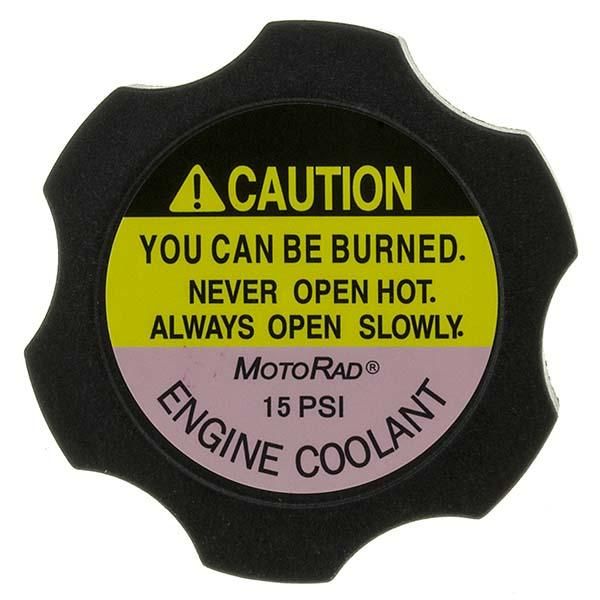 CAUTION
YOU CAN BE BURNED.
NEVER OPEN HOT.
ALWAYS OPEN SLOWLY.
MOTORAD®
15 PSI
ENGINE COOLANT